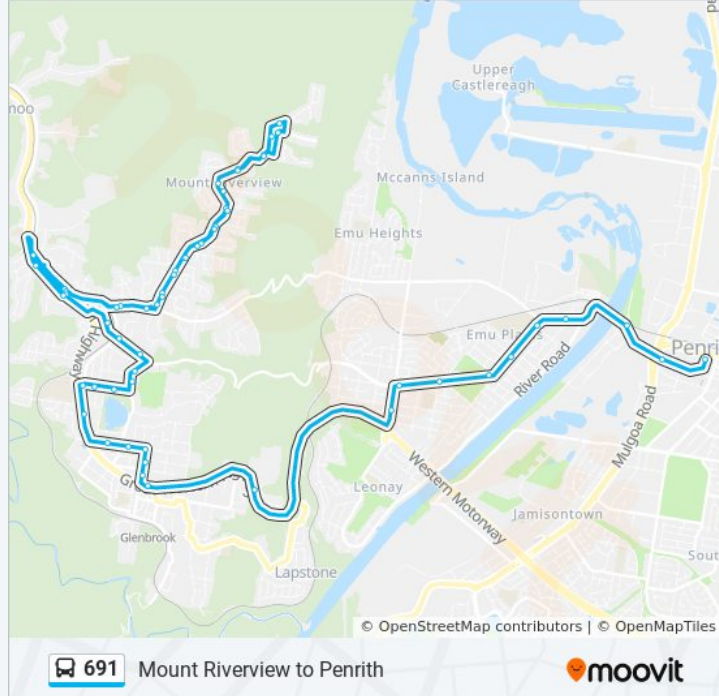 Upper
Castlereagh
moo
Mount Riverview
Mccanns Island
Emu Heights
Emu Plains
Penri
River Road
Highway
Mulgoa Road
Western Motorway
Leonay
Jamisontown
Glenbrook
Lapstone
Sout
© OpenStreetMap contributors | © OpenMapTiles
691 Mount Riverview to Penrith
moovit